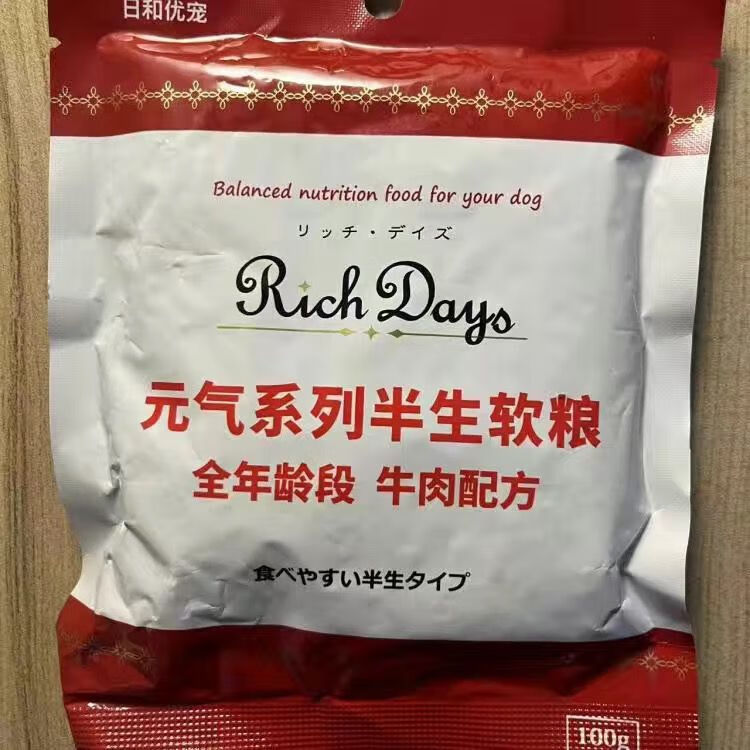 日和优宠
Balanced nutrition food for your dog
リッチ・デイズ
Rich Days
元气系列半生软粮
全年龄段 牛肉配方
食べやすい半生タイプ
100g